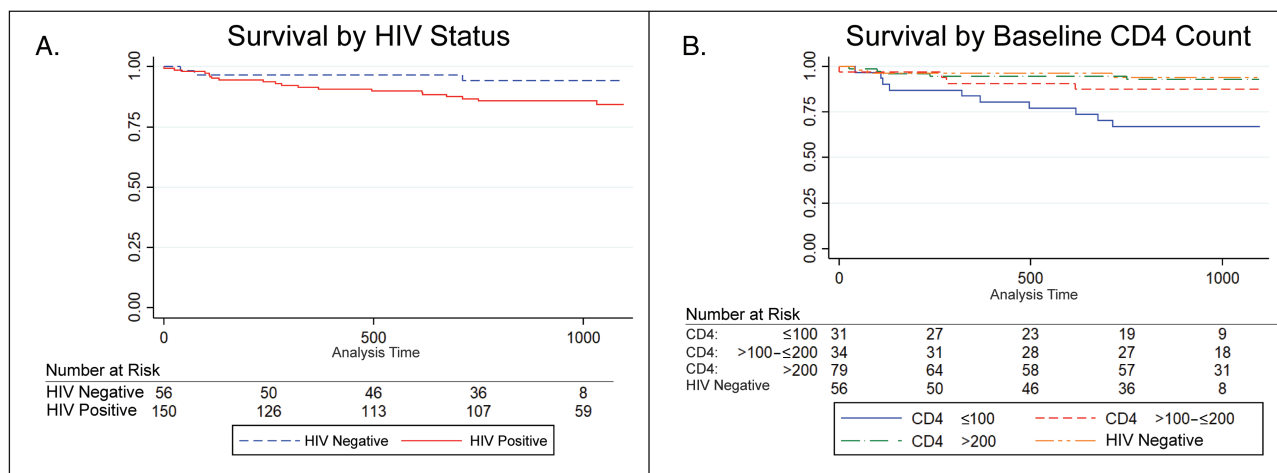 A.
Survival by HIV Status
1.00
0.75
0.50
0.25
0.00
0 500 1000
Analysis Time
Number at Risk
HIV Negative 56 50 46 36 8
HIV Positive 150 126 113 107 59
HIV Negative HIV Positive
B.
Survival by Baseline CD4 Count
1.00
0.75
0.50
0.25
0.00
0 500 1000
Analysis Time
Number at Risk
CD4: ≤100 31 27 23 19 9
CD4: >100–≤200 34 31 28 27 18
CD4: >200 79 64 58 57 31
HIV Negative 56 50 46 36 8
CD4 ≤100 CD4 >100–≤200
CD4 >200 HIV Negative